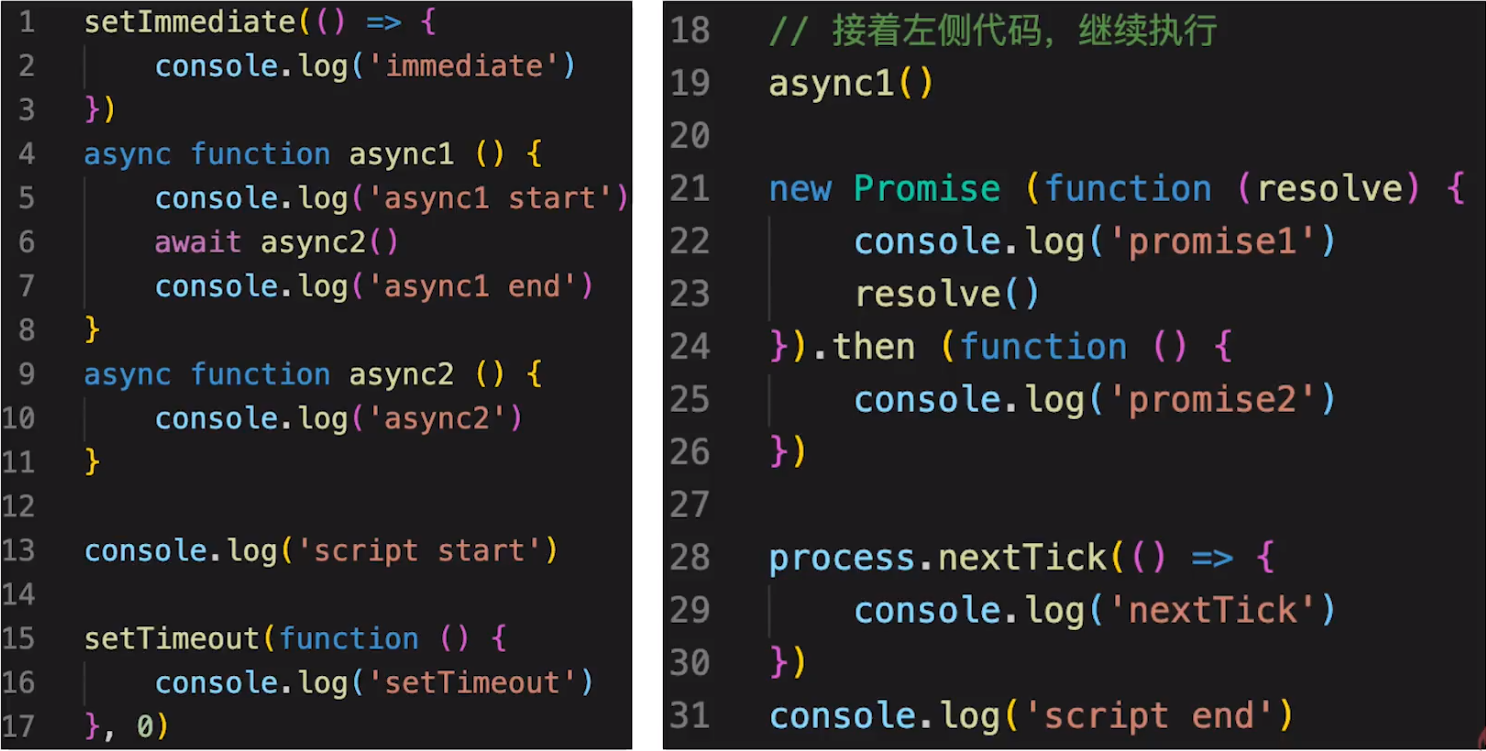 1 setImmediate(() => {
2     console.log('immediate')
3 })
4 async function async1 () {
5     console.log('async1 start')
6     await async2()
7     console.log('async1 end')
8 }
9 async function async2 () {
10     console.log('async2')
11 }
12
13 console.log('script start')
14
15 setTimeout(function () {
16     console.log('setTimeout')
17 }, 0)
18 // 接着左侧代码，继续执行
19 async1()
20
21 new Promise (function (resolve) {
22     console.log('promise1')
23     resolve()
24 }).then (function () {
25     console.log('promise2')
26 })
27
28 process.nextTick(() => {
29     console.log('nextTick')
30 })
31 console.log('script end')